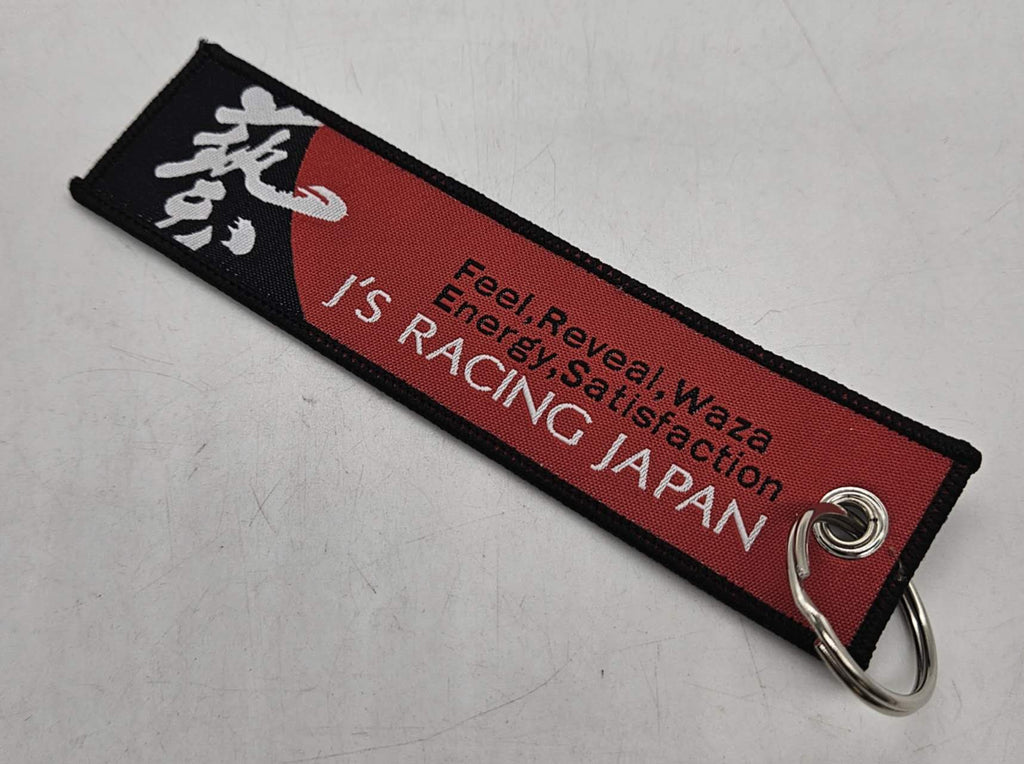 Feel,Reveal,Waza
Energy,Satisfaction
J'S RACING JAPAN